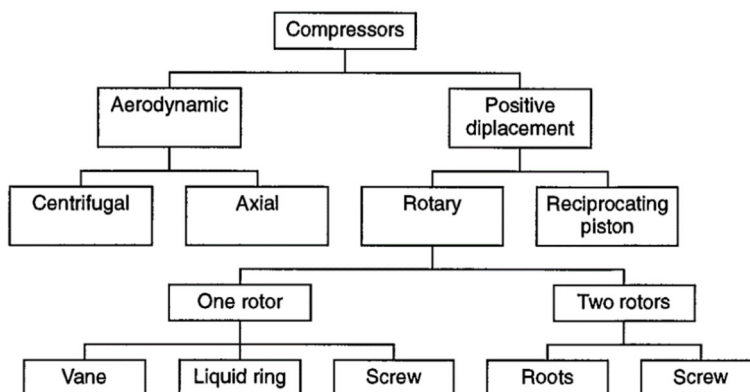 Compressors
Aerodynamic
Positive
diplacement
Centrifugal
Axial
Rotary
Reciprocating
piston
One rotor
Two rotors
Vane
Liquid ring
Screw
Roots
Screw